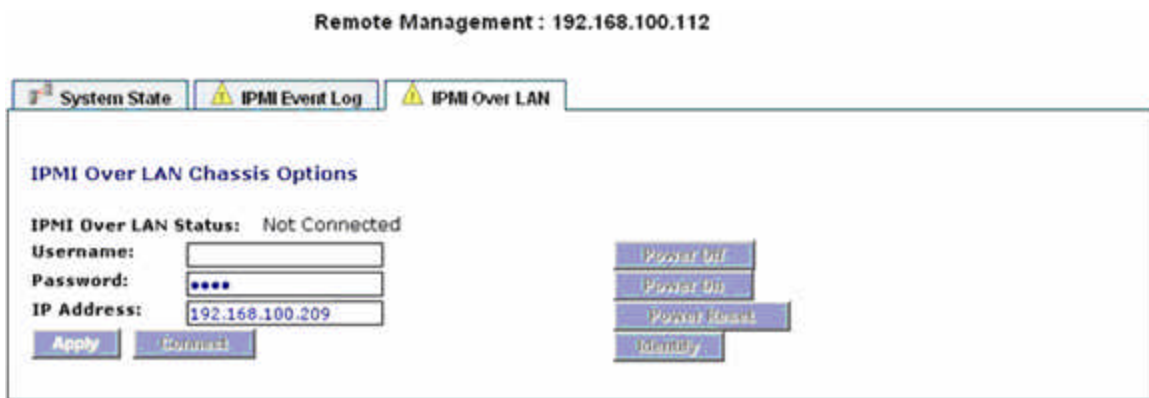 Remote Management : 192.168.100.112
System State
IPMI Event Log
IPMI Over LAN
IPMI Over LAN Chassis Options
IPMI Over LAN Status: Not Connected
Username:
Power Off
Password: ••••
Power On
IP Address: 192.168.100.209
Power Reset
Apply
Connect
Identify